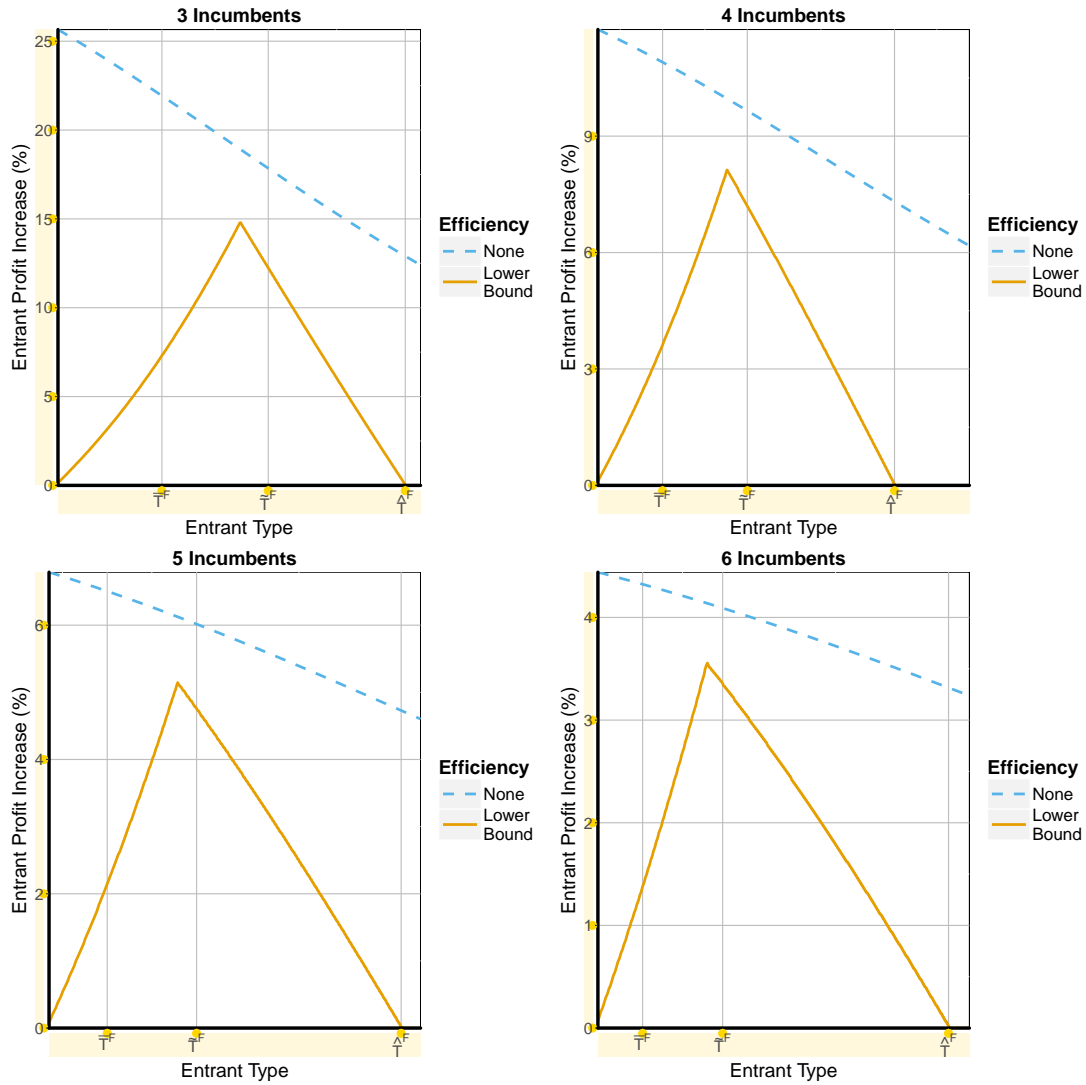 3 Incumbents
Entrant Profit Increase (%)
25
20
15
10
5
0
T̿F
T̃F
T̂F
Entrant Type
Efficiency
None
Lower
Bound
4 Incumbents
Entrant Profit Increase (%)
9
6
3
0
T̿F
T̃F
T̂F
Entrant Type
Efficiency
None
Lower
Bound
5 Incumbents
Entrant Profit Increase (%)
6
4
2
0
T̿F
T̃F
T̂F
Entrant Type
Efficiency
None
Lower
Bound
6 Incumbents
Entrant Profit Increase (%)
4
3
2
1
0
T̿F
T̃F
T̂F
Entrant Type
Efficiency
None
Lower
Bound